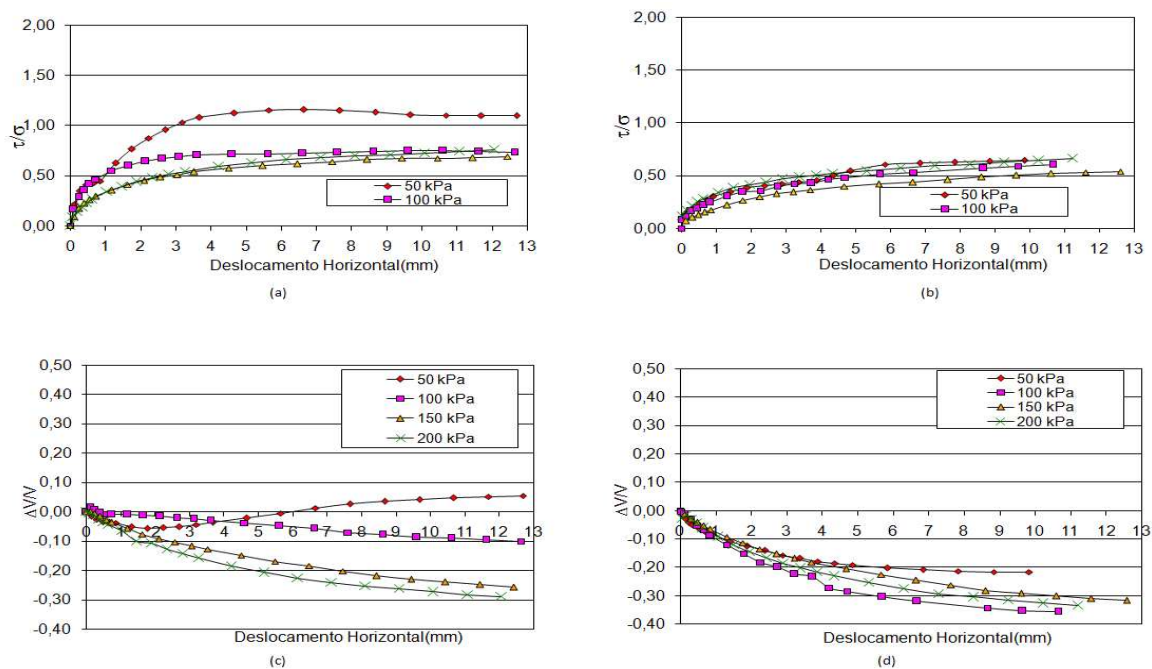 2,00
1,50
1,00
0,50
0,00
τ/σ
50 kPa
100 kPa
0 1 2 3 4 5 6 7 8 9 10 11 12 13
Deslocamento Horizontal(mm)
(a)
2,00
1,50
1,00
0,50
0,00
τ/σ
50 kPa
100 kPa
0 1 2 3 4 5 6 7 8 9 10 11 12 13
Deslocamento Horizontal(mm)
(b)
0,50
0,40
0,30
0,20
0,10
0,00
-0,10
-0,20
-0,30
-0,40
ΔV/V
50 kPa
100 kPa
150 kPa
200 kPa
0 1 2 3 4 5 6 7 8 9 10 11 12 13
Deslocamento Horizontal(mm)
(c)
0,50
0,40
0,30
0,20
0,10
0,00
-0,10
-0,20
-0,30
-0,40
ΔV/V
50 kPa
100 kPa
150 kPa
200 kPa
0 1 2 3 4 5 6 7 8 9 10 11 12 13
Deslocamento Horizontal(mm)
(d)